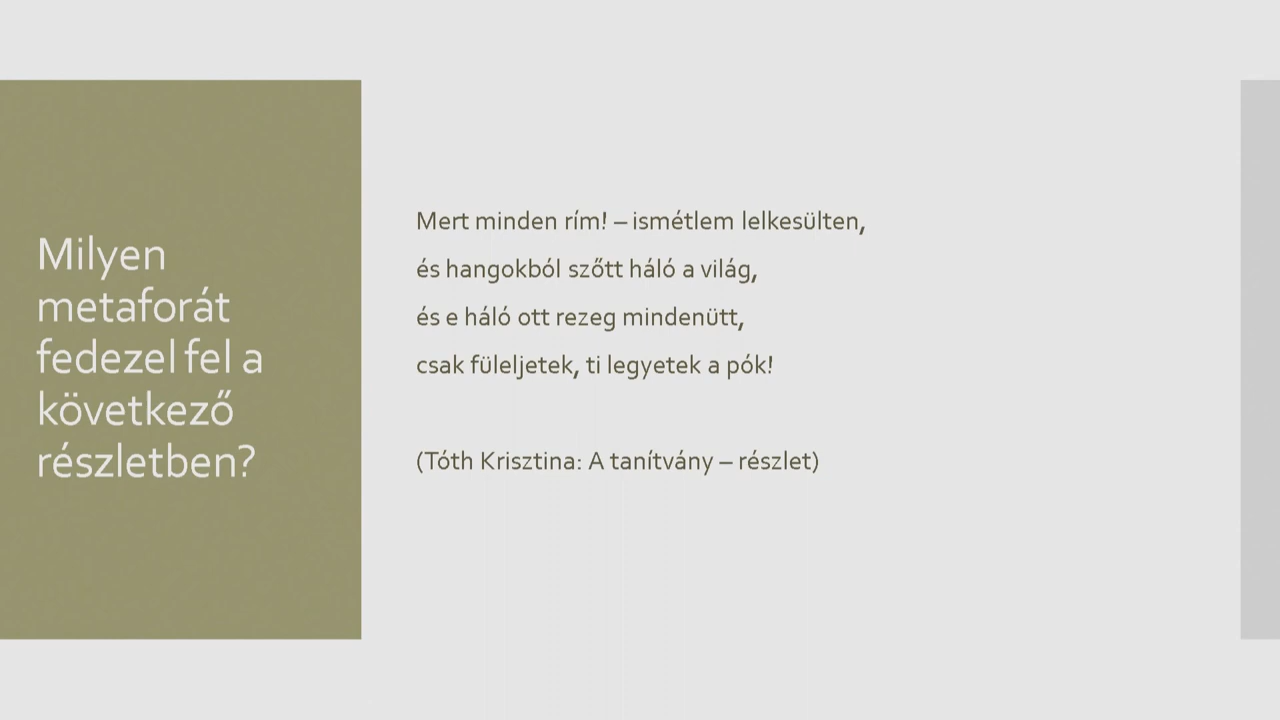 Milyen
metaforát
fedezel fel a
következő
részletben?
Mert minden rím! – ismétlem lelkesülten,
és hangokból szőtt háló a világ,
és e háló ott rezeg mindenütt,
csak füleljetek, ti legyetek a pók!
(Tóth Krisztina: A tanítvány – részlet)